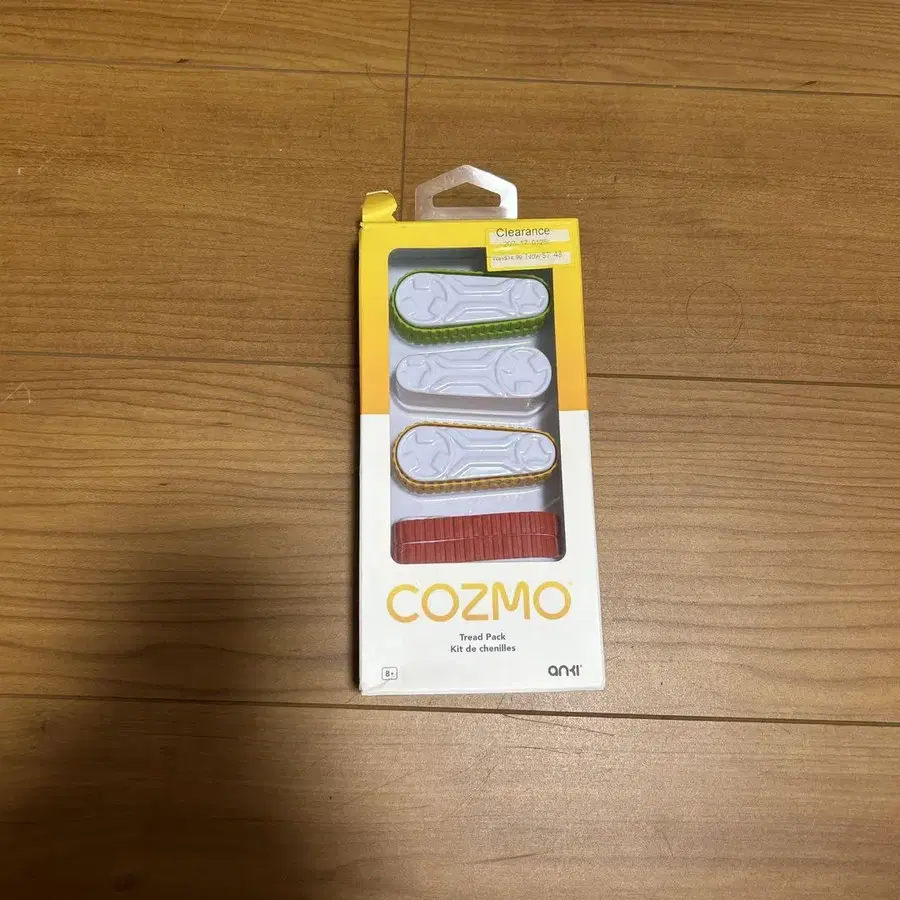 Clearance
COZMO
Tread Pack
Kit de chenilles
8+
anki